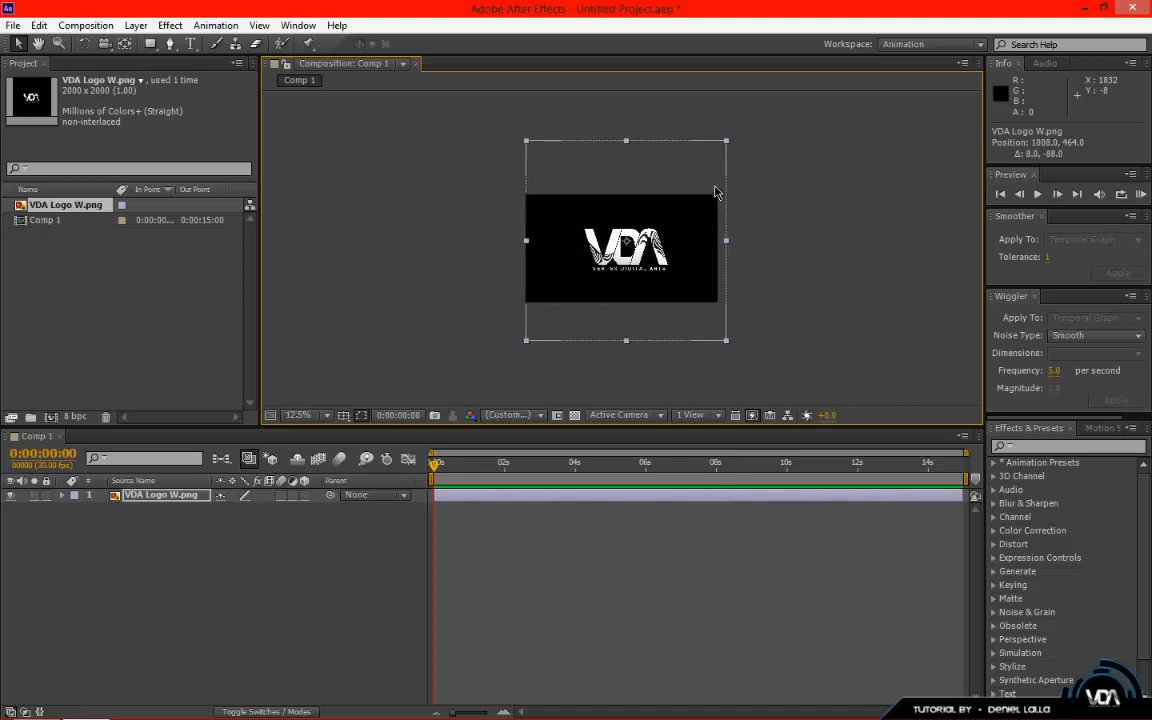 Adobe After Effects - Untitled Project.aep *
File Edit Composition Layer Effect Animation View Window Help
Workspace: Animation Search Help
Project
VDA Logo W.png , used 1 time
2000 x 2000 (1.00)
Millions of Colors+ (Straight)
non-interlaced
Name In Point Out Point
VDA Logo W.png
Comp 1 0:00:00... 0:00:15:00
8 bpc
Composition: Comp 1
Comp 1
VDA
DIGITAL ARTS
12.5% 0:00:00:00 (Custom... Active Camera 1 View +0.0
Info Audio
R : X : 1832
G : Y : -8
B :
A : 0
VDA Logo W.png
Position: 1008.0, 464.0
Δ: 8.0, -88.0
Preview
Smoother
Apply To: Temporal Graph
Tolerance: 1
Apply
Wiggler
Apply To: Temporal Graph
Noise Type: Smooth
Dimensions:
Frequency: 5.0 per second
Magnitude: 1.0
Apply
Effects & Presets Motion S
* Animation Presets
3D Channel
Audio
Blur & Sharpen
Channel
Color Correction
Distort
Expression Controls
Generate
Keying
Matte
Noise & Grain
Obsolete
Perspective
Simulation
Stylize
Synthetic Aperture
Text
Comp 1
0:00:00:00
00000 (30.00 fps)
# Source Name Parent
1 VDA Logo W.png None
:00s 02s 04s 06s 08s 10s 12s 14s
Toggle Switches / Modes
TUTORIAL BY - DENIEL LALLA
VDA